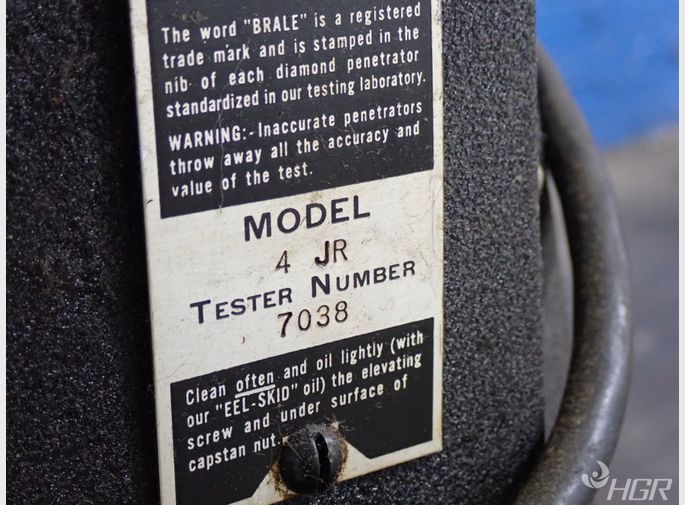 The word "BRALE" is a registered
trade mark and is stamped in the
nib of each diamond penetrator
standardized in our testing laboratory.
WARNING:- Inaccurate penetrators
throw away all the accuracy and
value of the test.
MODEL
4 JR
TESTER NUMBER
7038
Clean often and oil lightly (with
our "EEL-SKID" oil) the elevating
screw and under surface of
capstan nut.
HGR